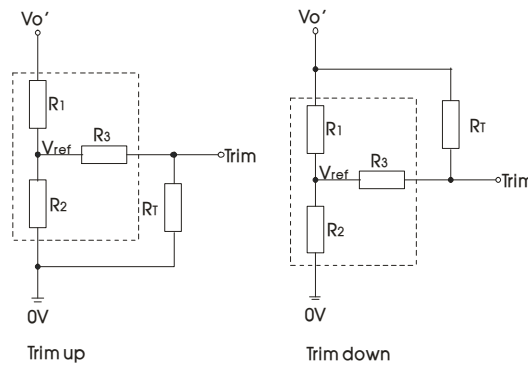 Vo'
R1
Vref
R3
Trim
R2
RT
0V
Trim up
Vo'
R1
RT
Vref
R3
Trim
R2
0V
Trim down